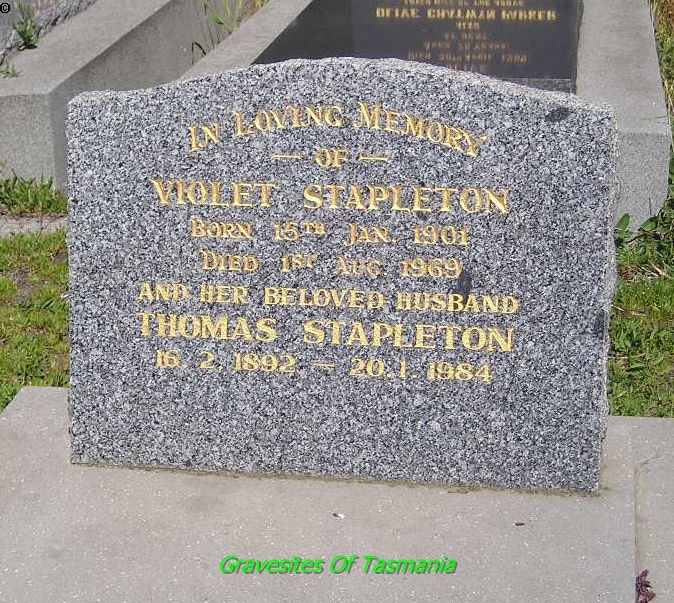 ©
IN LOVING MEMORY
— OF —
VIOLET STAPLETON
BORN 15TH JAN. 1901
DIED 1ST AUG. 1969
AND HER BELOVED HUSBAND
THOMAS STAPLETON
16. 2. 1892 — 20. 1. 1984
Gravesites Of Tasmania